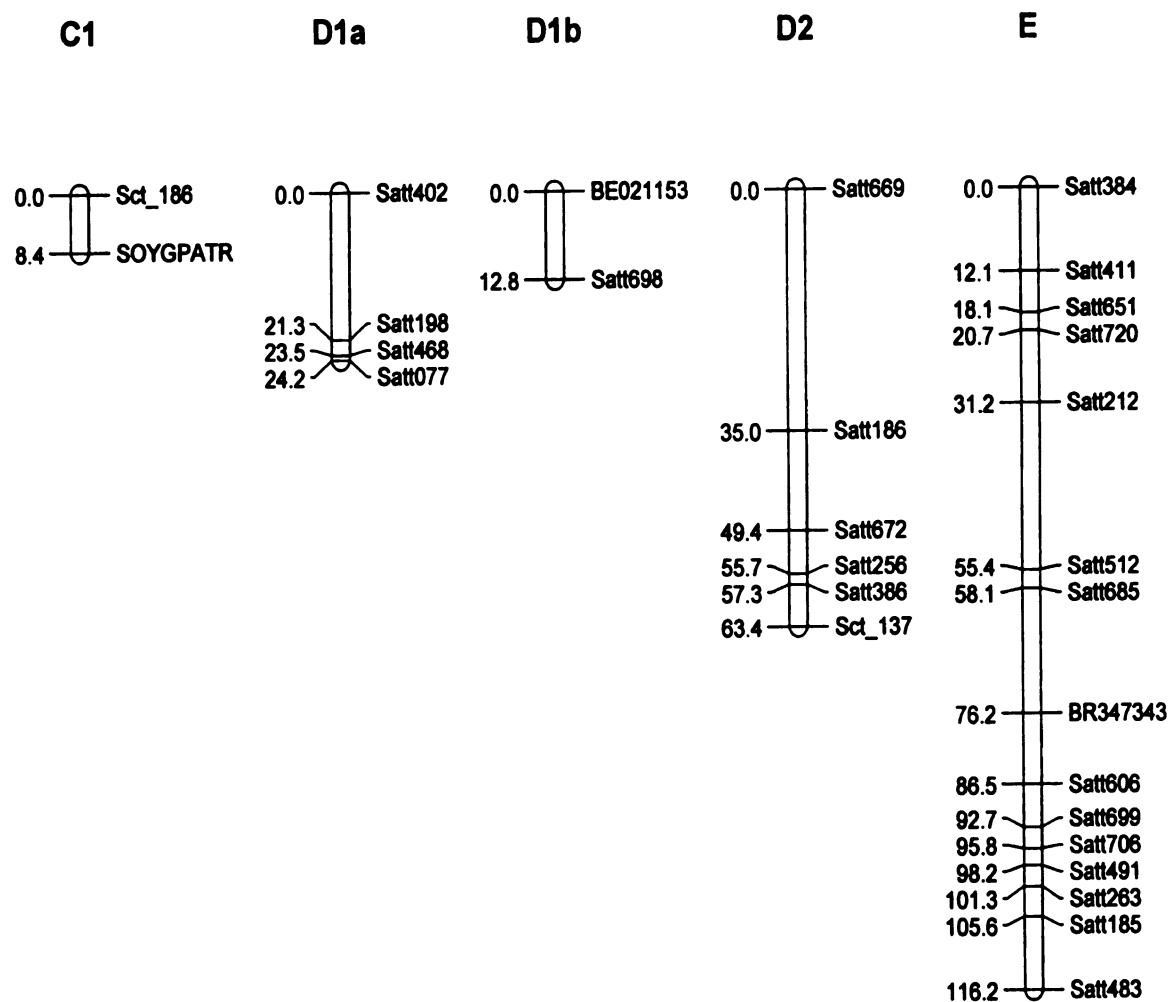 C1
D1a
D1b
D2
E
0.0 Sct_186
8.4 SOYGPATR
0.0 Satt402
21.3 Satt198
23.5 Satt468
24.2 Satt077
0.0 BE021153
12.8 Satt698
0.0 Satt669
35.0 Satt186
49.4 Satt672
55.7 Satt256
57.3 Satt386
63.4 Sct_137
0.0 Satt384
12.1 Satt411
18.1 Satt651
20.7 Satt720
31.2 Satt212
55.4 Satt512
58.1 Satt685
76.2 BR347343
86.5 Satt606
92.7 Satt699
95.8 Satt706
98.2 Satt491
101.3 Satt263
105.6 Satt185
116.2 Satt483